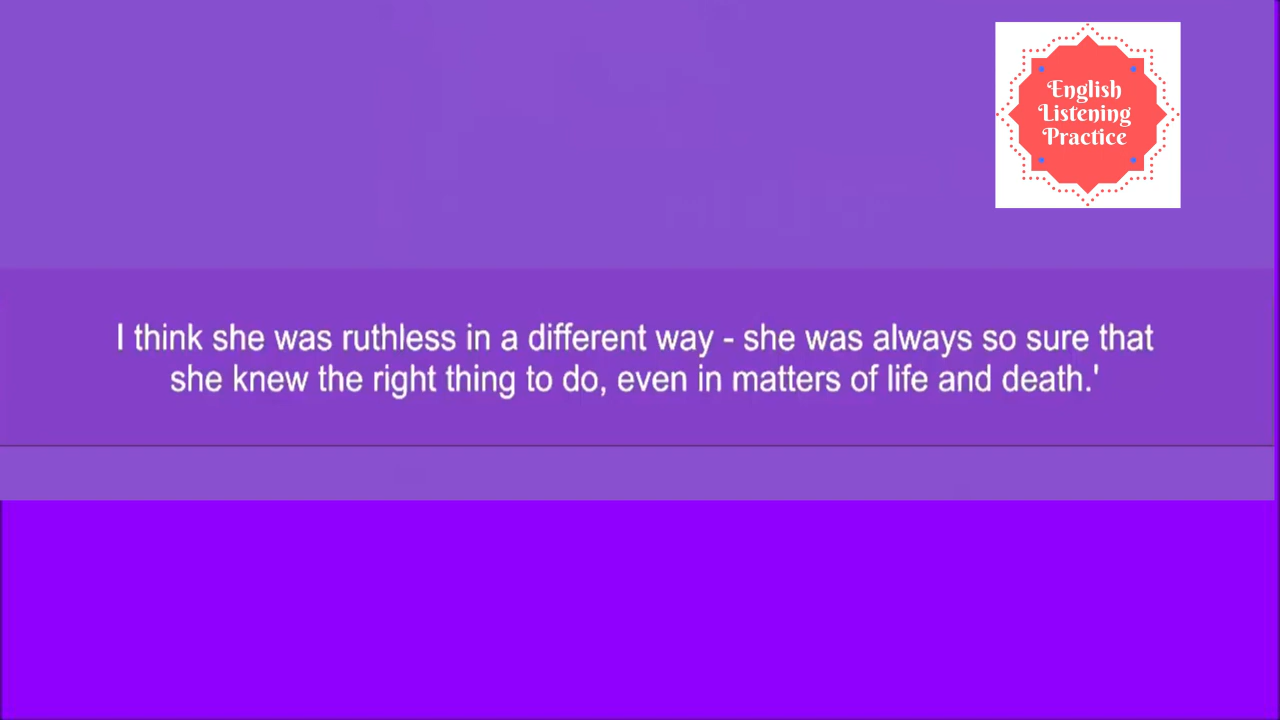 English
Listening
Practice
I think she was ruthless in a different way - she was always so sure that
she knew the right thing to do, even in matters of life and death.'